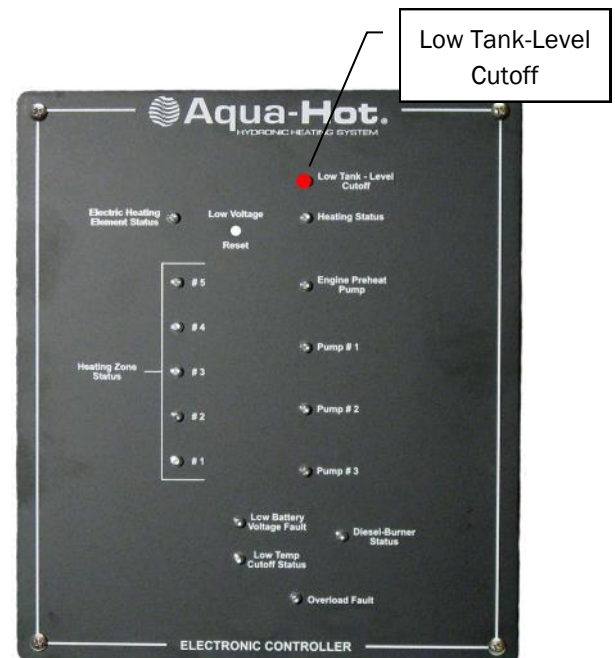 Low Tank-Level
Cutoff
Aqua-Hot.
HYDRONIC HEATING SYSTEM
Low Tank - Level
Cutoff
Electric Heating
Element Status
Low Voltage
Reset
Heating Status
# 5
Engine Preheat
Pump
# 4
Pump # 1
Heating Zone
Status
# 3
# 2
Pump # 2
# 1
Pump # 3
Low Battery
Voltage Fault
Diesel-Burner
Status
Low Temp
Cutoff Status
Overload Fault
ELECTRONIC CONTROLLER